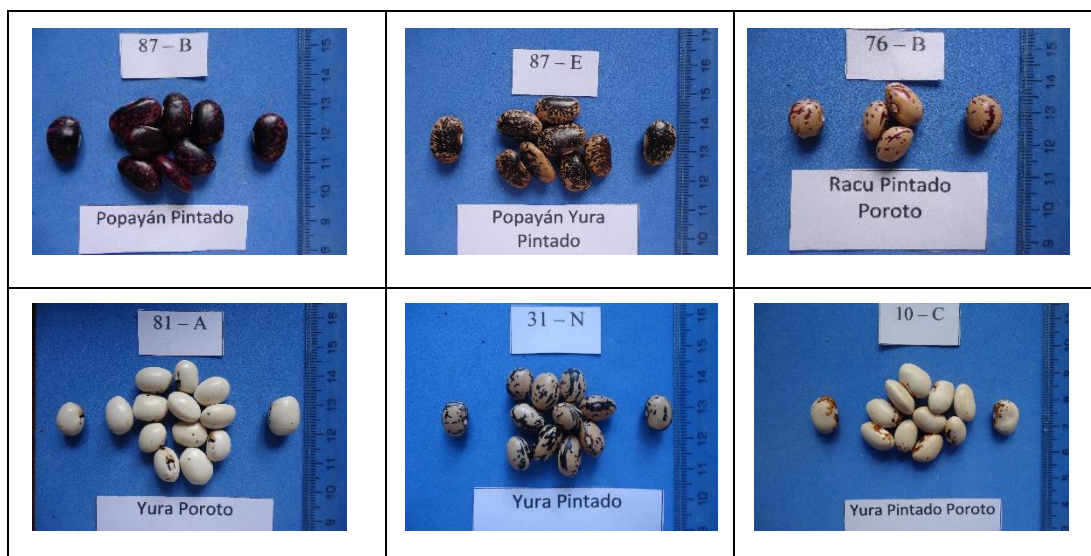 87 – B
Popayán Pintado
87 – E
Popayán Yura
Pintado
76 – B
Racu Pintado
Poroto
81 – A
Yura Poroto
31 – N
Yura Pintado
10 – C
Yura Pintado Poroto